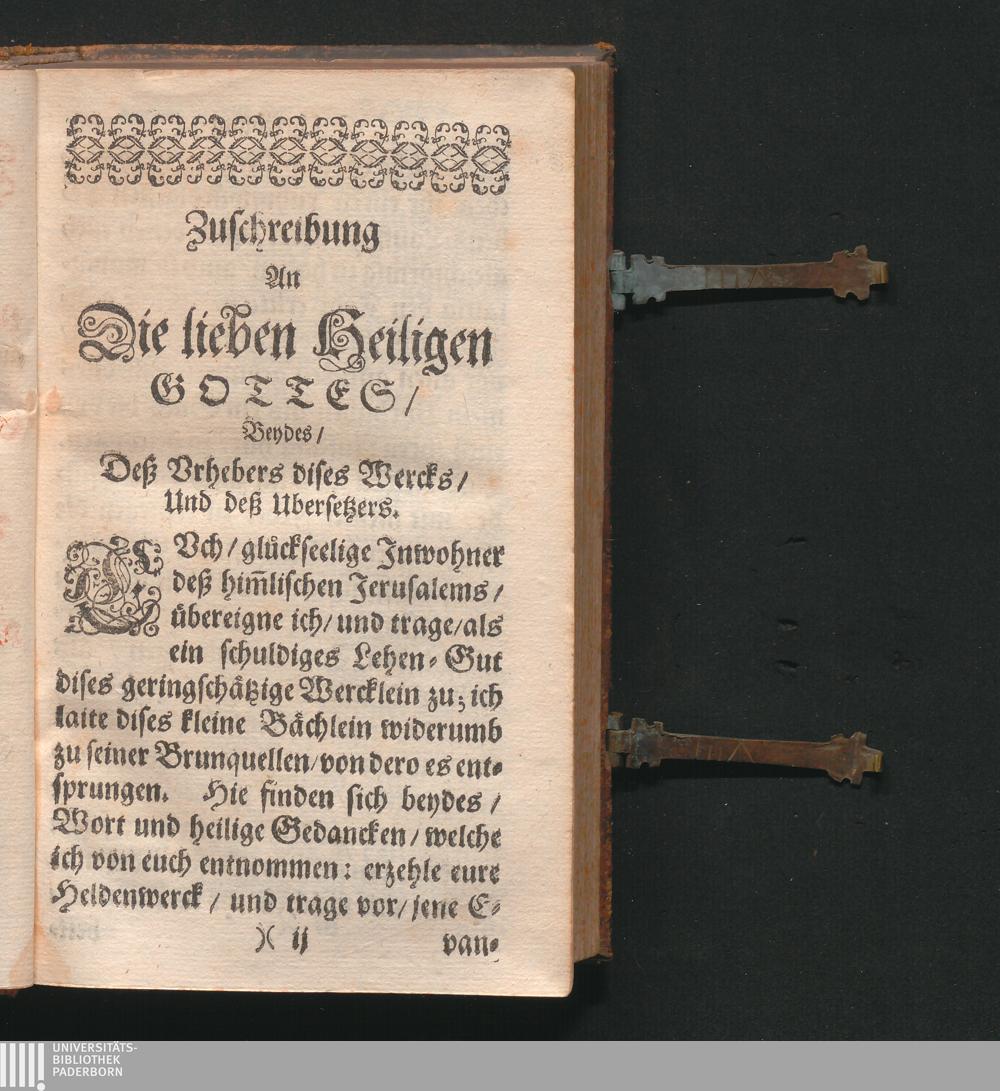 Zuschreibung
An
Die lieben Heiligen
GOTTES/
Beydes/
Deß Vrhebers dises Wercks/
Und deß Ubersetzers.
EVch/ glückseelige Inwohner
deß him̃lischen Jerusalems/
übereigne ich/ und trage/als
ein schuldiges Lehen-Gut
dises geringschätzige Wercklein zu; ich
laite dises kleine Bächlein widerumb
zu seiner Brunquellen/von dero es ent-
sprungen. Hie finden sich beydes/
Wort und heilige Gedancken/ welche
ich von euch entnommen: erzehle eure
Heldenwerck/ und trage vor/ jene E-
)( ij van-
UNIVERSITÄTS-
BIBLIOTHEK
PADERBORN